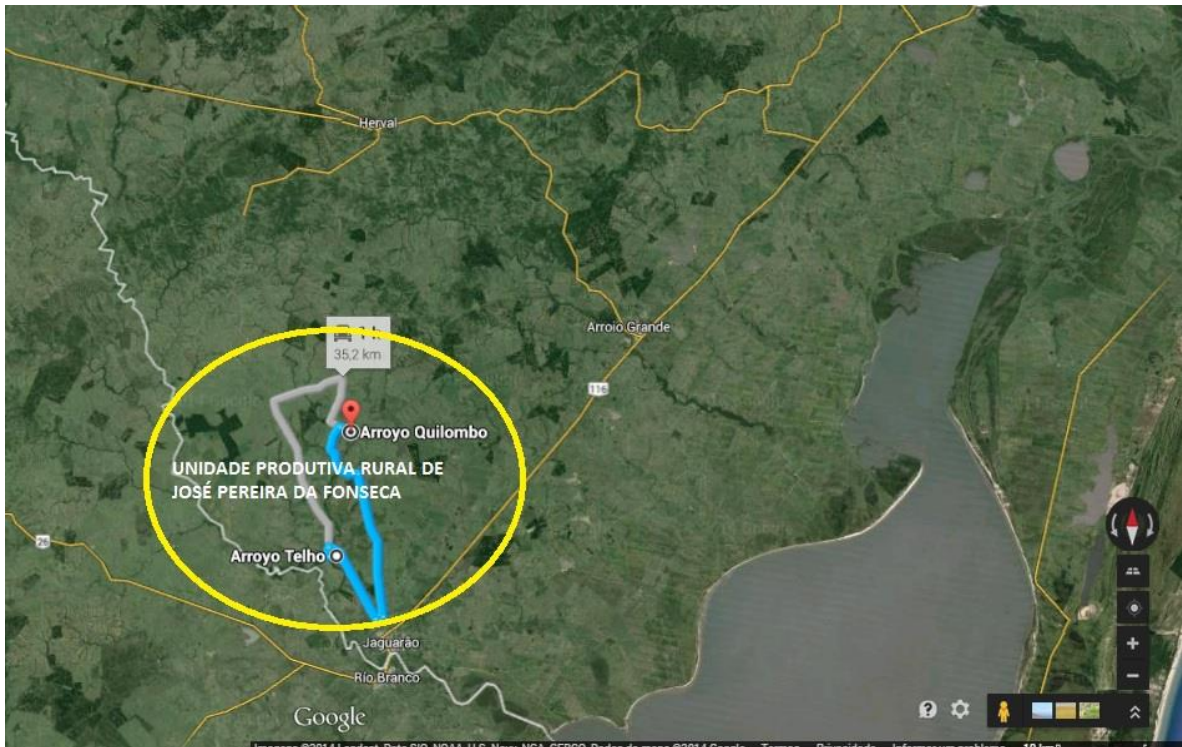 Herval
Arroio Grande
116
35,2 km
Arroyo Quilombo
UNIDADE PRODUTIVA RURAL DE
JOSÉ PEREIRA DA FONSECA
26
Arroyo Telho
Jaguarão
Río Branco
Google